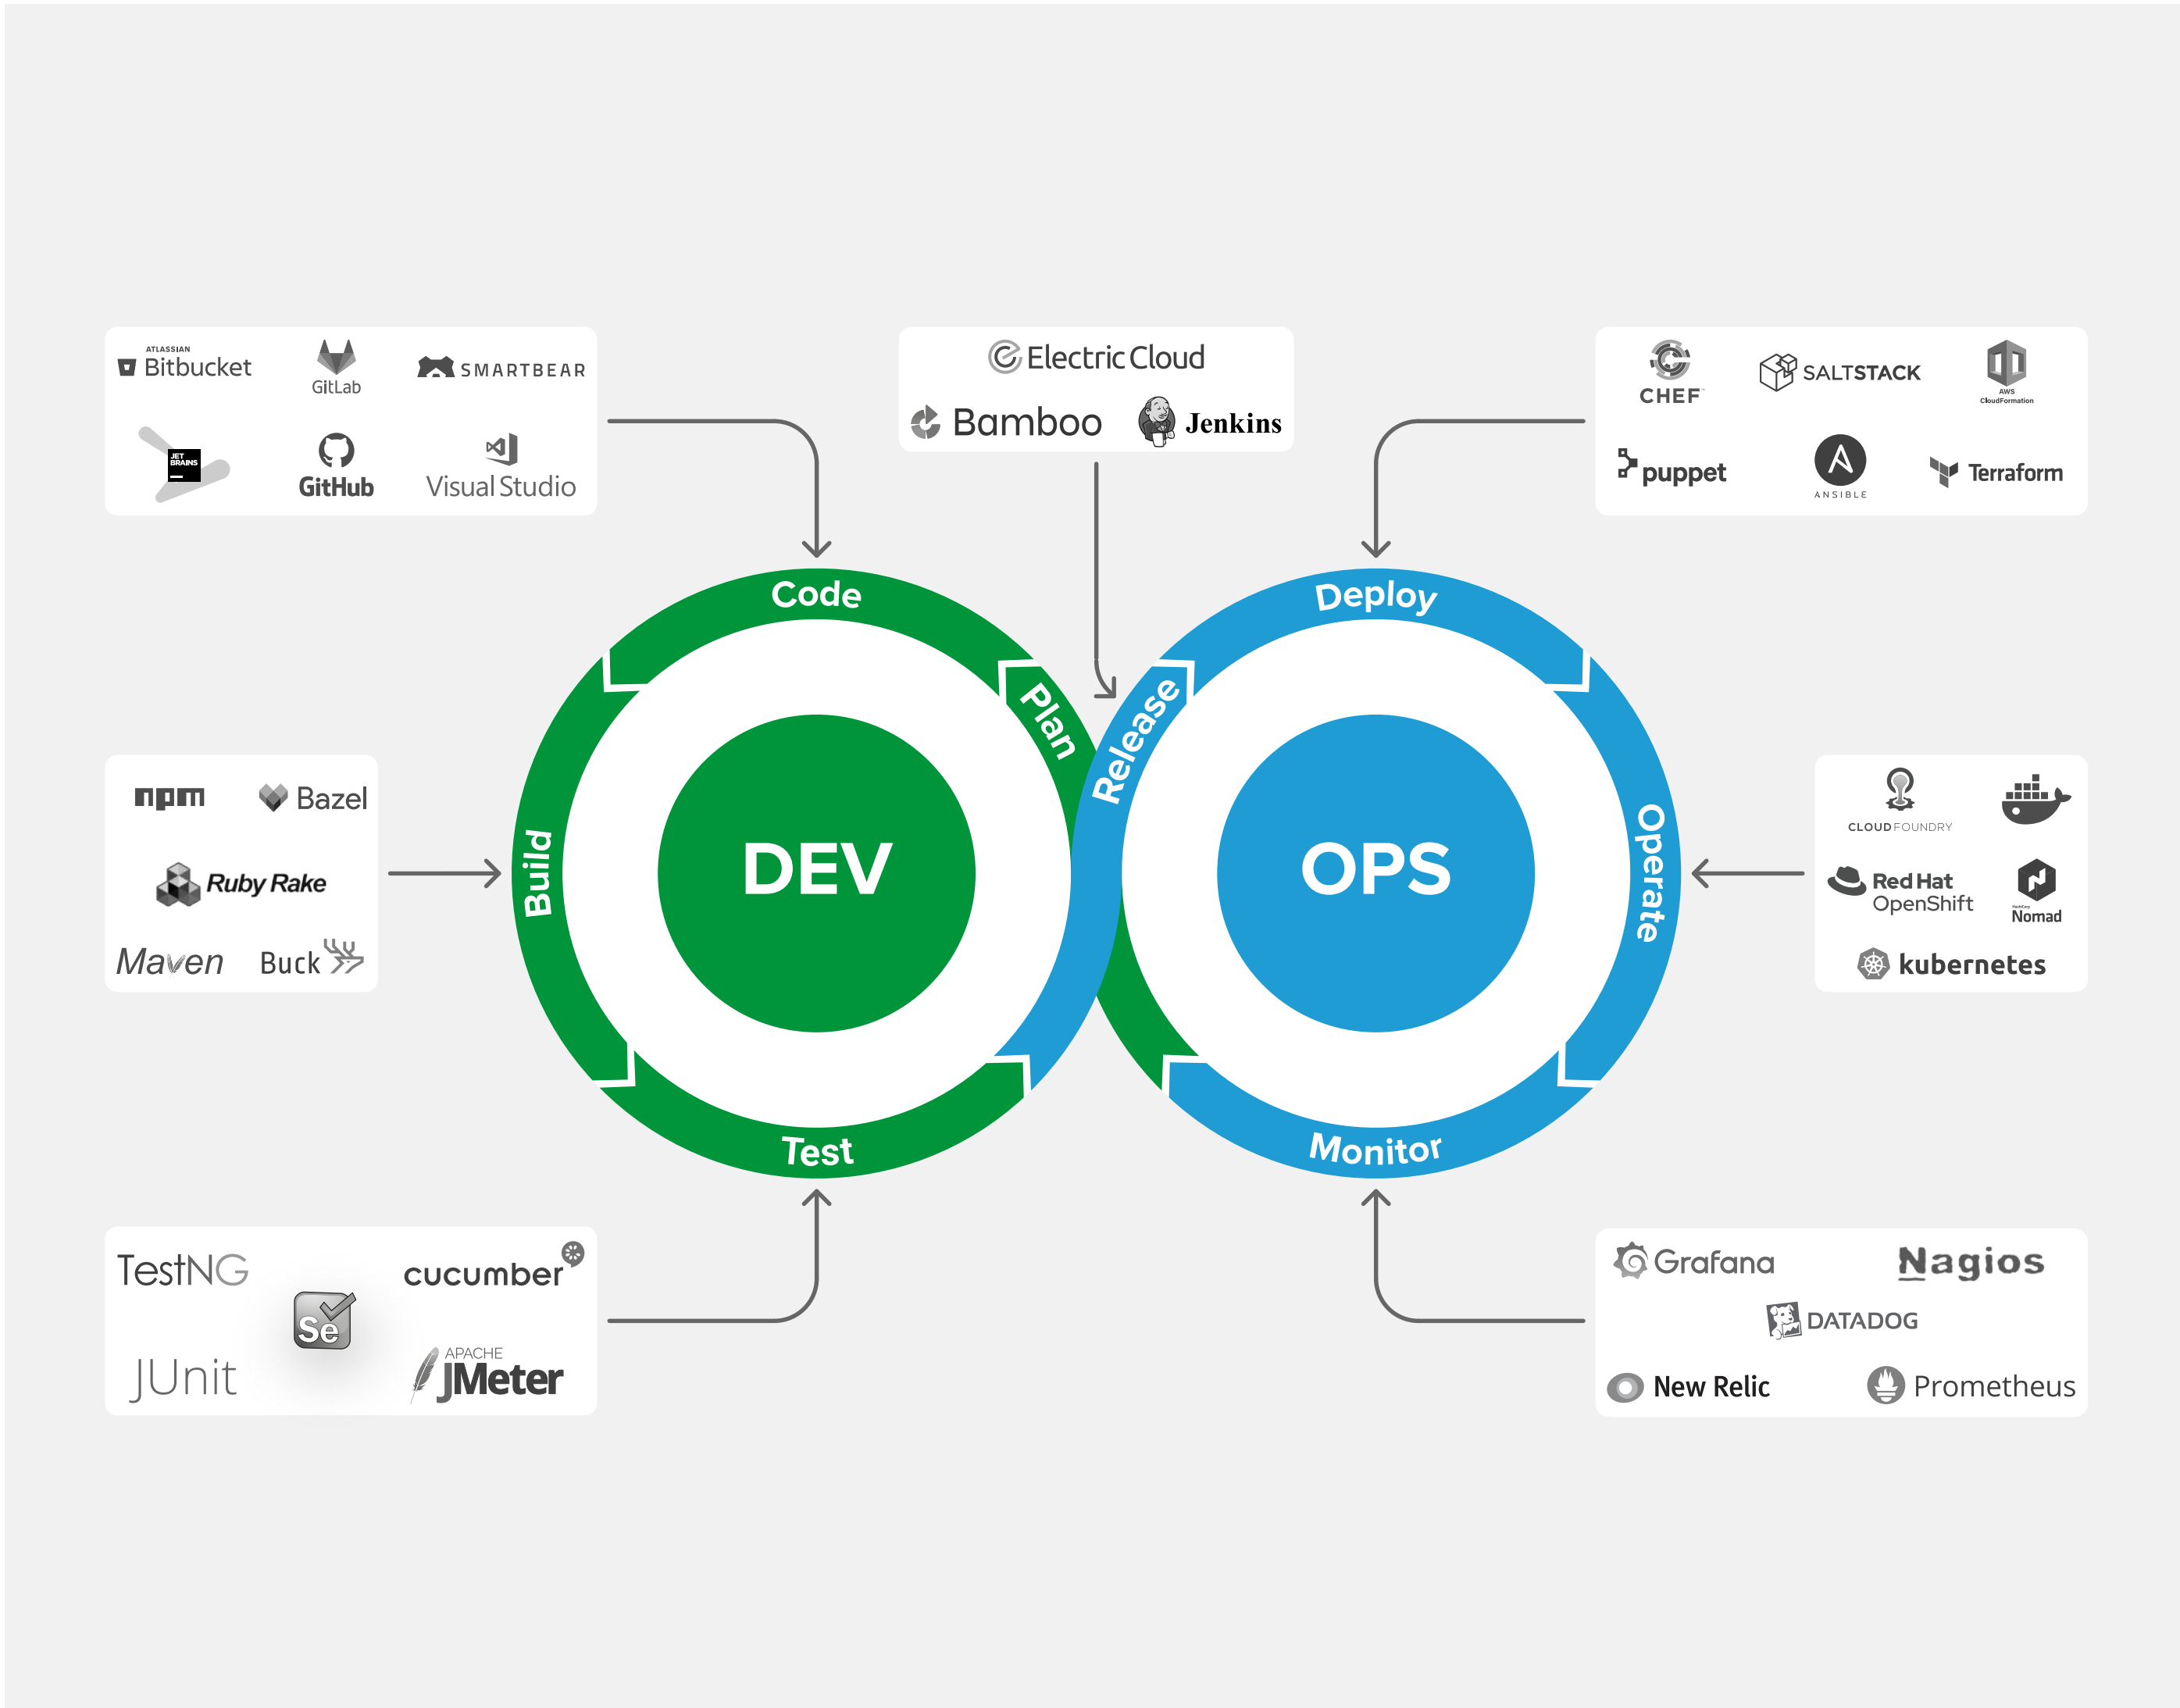 ATLASSIAN
Bitbucket
GitLab
SMARTBEAR
JET
BRAINS
GitHub
Visual Studio
Electric Cloud
Bamboo
Jenkins
CHEF
SALTSTACK
AWS
CloudFormation
puppet
ANSIBLE
Terraform
Code
Plan
Build
Test
DEV
Release
Deploy
Operate
Monitor
OPS
npm
Bazel
Ruby Rake
Maven
Buck
CLOUD FOUNDRY
Red Hat
OpenShift
HashiCorp
Nomad
kubernetes
TestNG
cucumber
Se
JUnit
APACHE
JMeter
Grafana
Nagios
DATADOG
New Relic
Prometheus